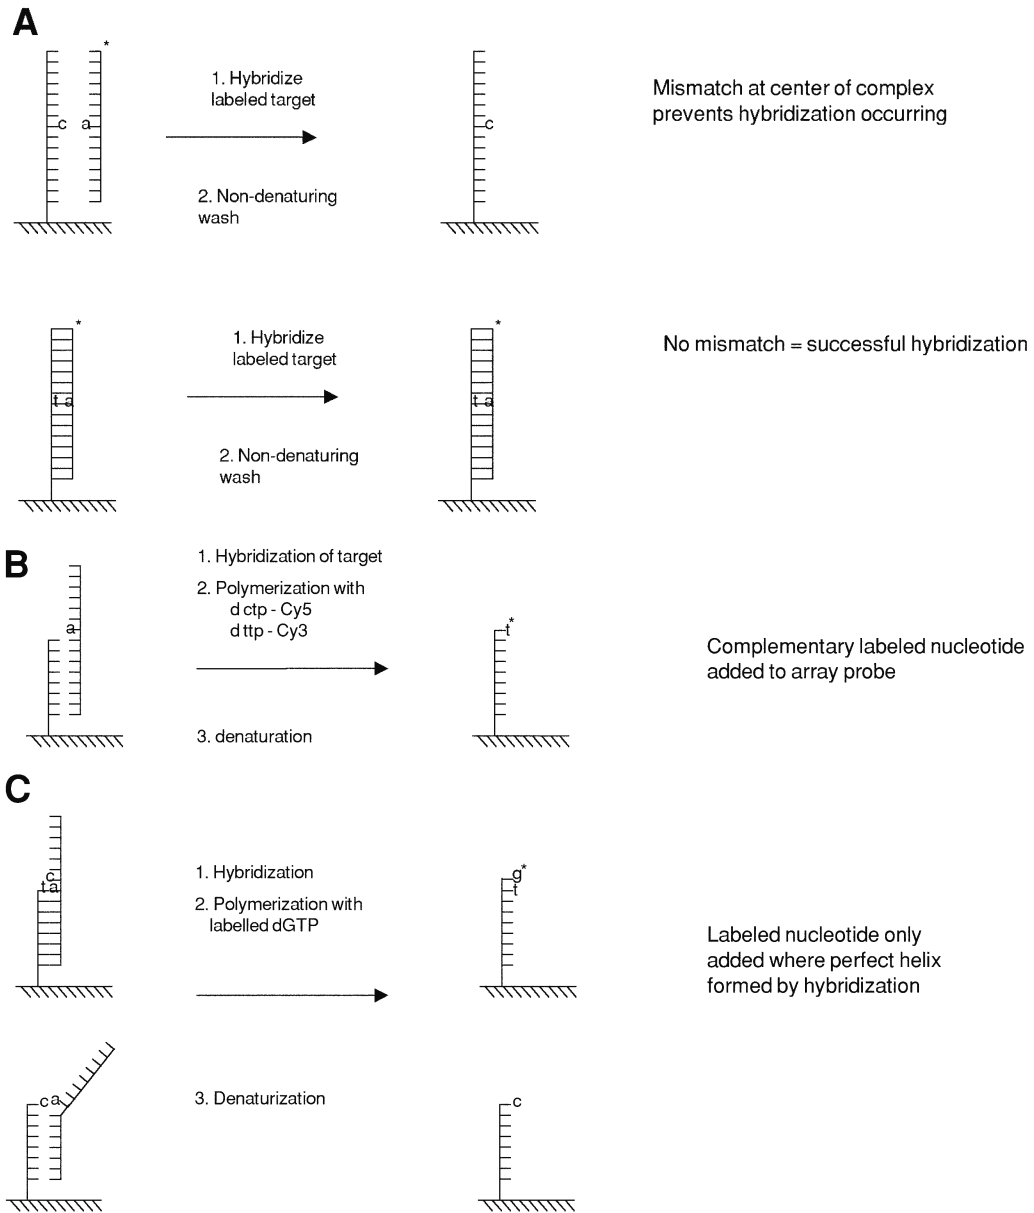 A
*
1. Hybridize
labeled target
Mismatch at center of complex
prevents hybridization occurring
c a
c
2. Non-denaturing
wash
*
*
1. Hybridize
labeled target
No mismatch = successful hybridization
t a
t a
2. Non-denaturing
wash
B
1. Hybridization of target
2. Polymerization with
d ctp - Cy5
d ttp - Cy3
a
t*
Complementary labeled nucleotide
added to array probe
3. denaturation
C
1. Hybridization
2. Polymerization with
labelled dGTP
c
t a
g*
t
Labeled nucleotide only
added where perfect helix
formed by hybridization
c a
3. Denaturization
c